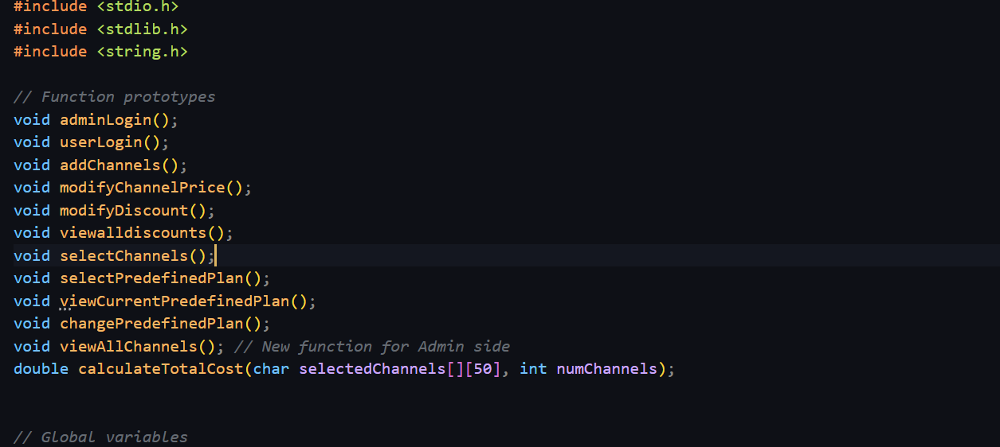 #include <stdio.h>
#include <stdlib.h>
#include <string.h>
// Function prototypes
void adminLogin();
void userLogin();
void addChannels();
void modifyChannelPrice();
void modifyDiscount();
void viewalldiscounts();
void selectChannels();
void selectPredefinedPlan();
void viewCurrentPredefinedPlan();
void changePredefinedPlan();
void viewAllChannels(); // New function for Admin side
double calculateTotalCost(char selectedChannels[][50], int numChannels);
// Global variables